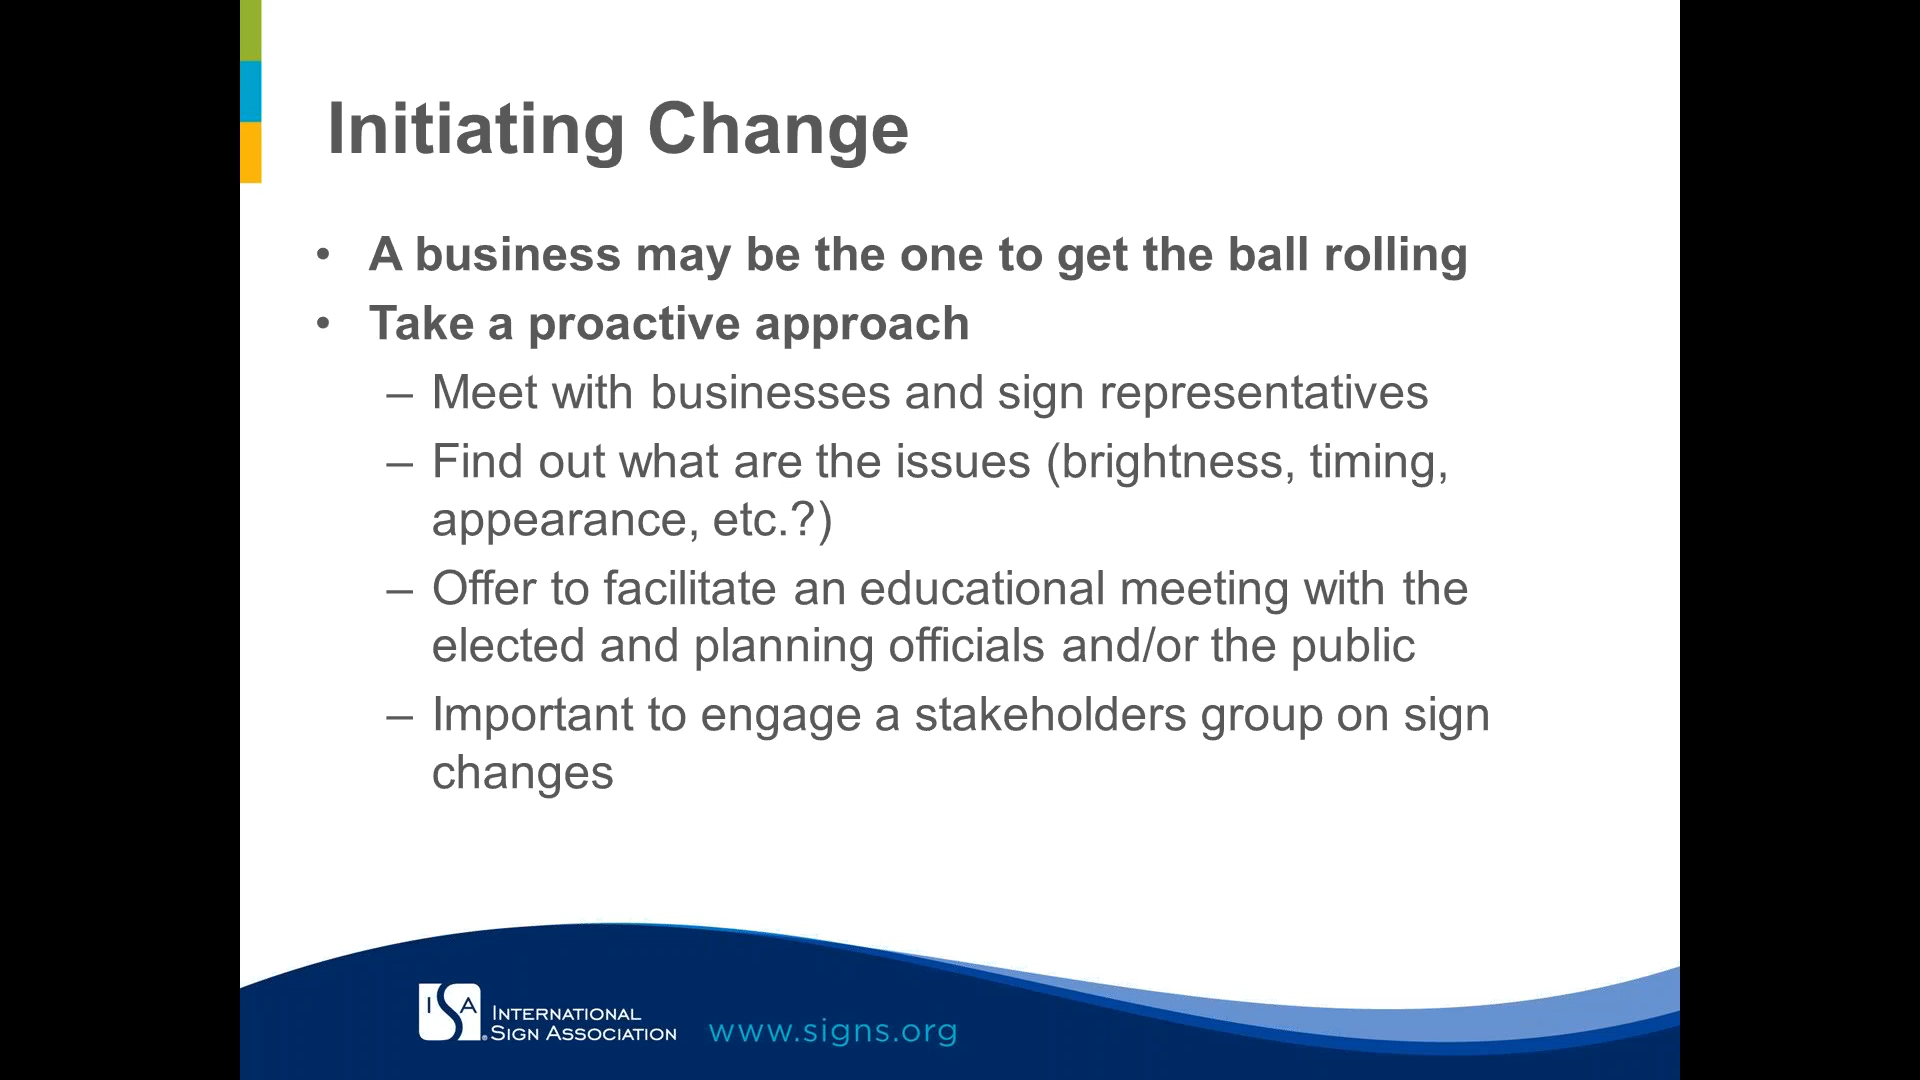 Initiating Change
• A business may be the one to get the ball rolling
• Take a proactive approach
– Meet with businesses and sign representatives
– Find out what are the issues (brightness, timing,
appearance, etc.?)
– Offer to facilitate an educational meeting with the
elected and planning officials and/or the public
– Important to engage a stakeholders group on sign
changes
ISA®
INTERNATIONAL
SIGN ASSOCIATION
www.signs.org